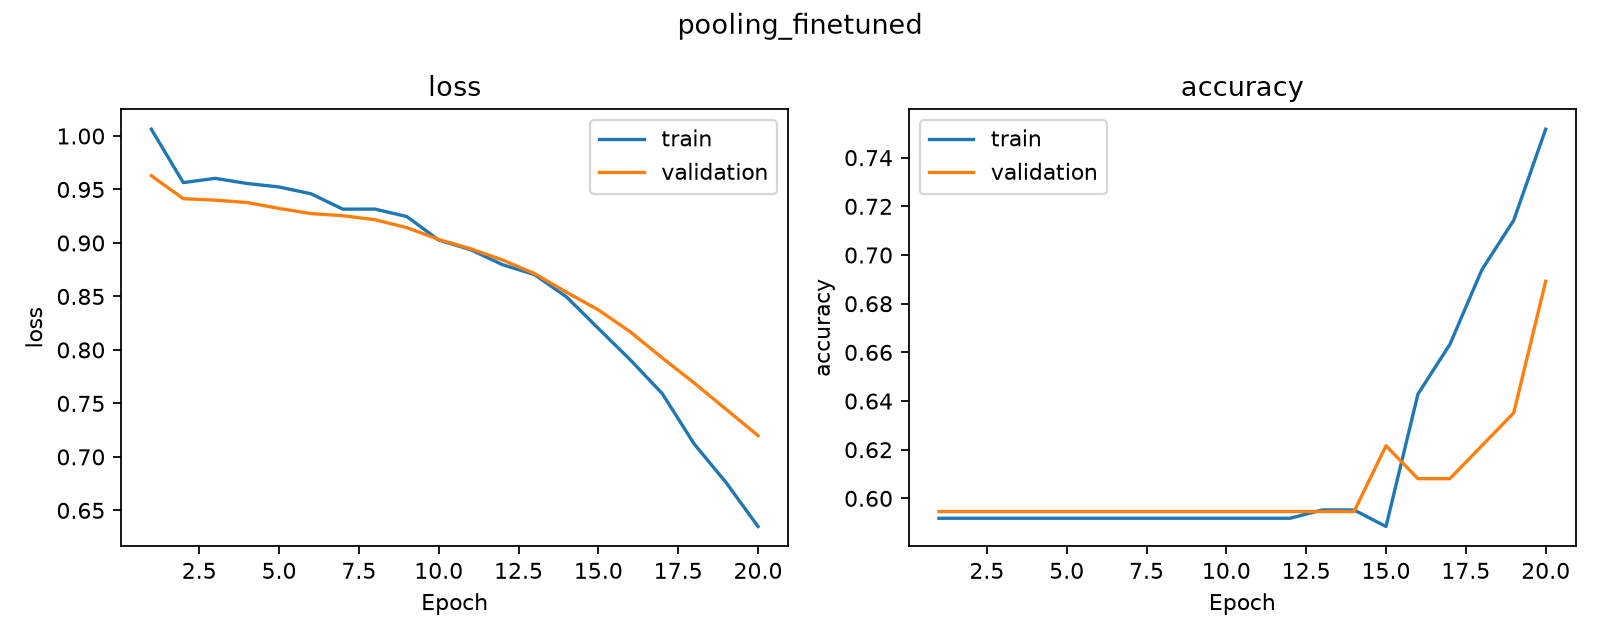 pooling_finetuned
loss
1.00
0.95
0.90
0.85
0.80
0.75
0.70
0.65
loss
train
validation
2.5 5.0 7.5 10.0 12.5 15.0 17.5 20.0
Epoch
accuracy
0.74
0.72
0.70
0.68
0.66
0.64
0.62
0.60
accuracy
train
validation
2.5 5.0 7.5 10.0 12.5 15.0 17.5 20.0
Epoch